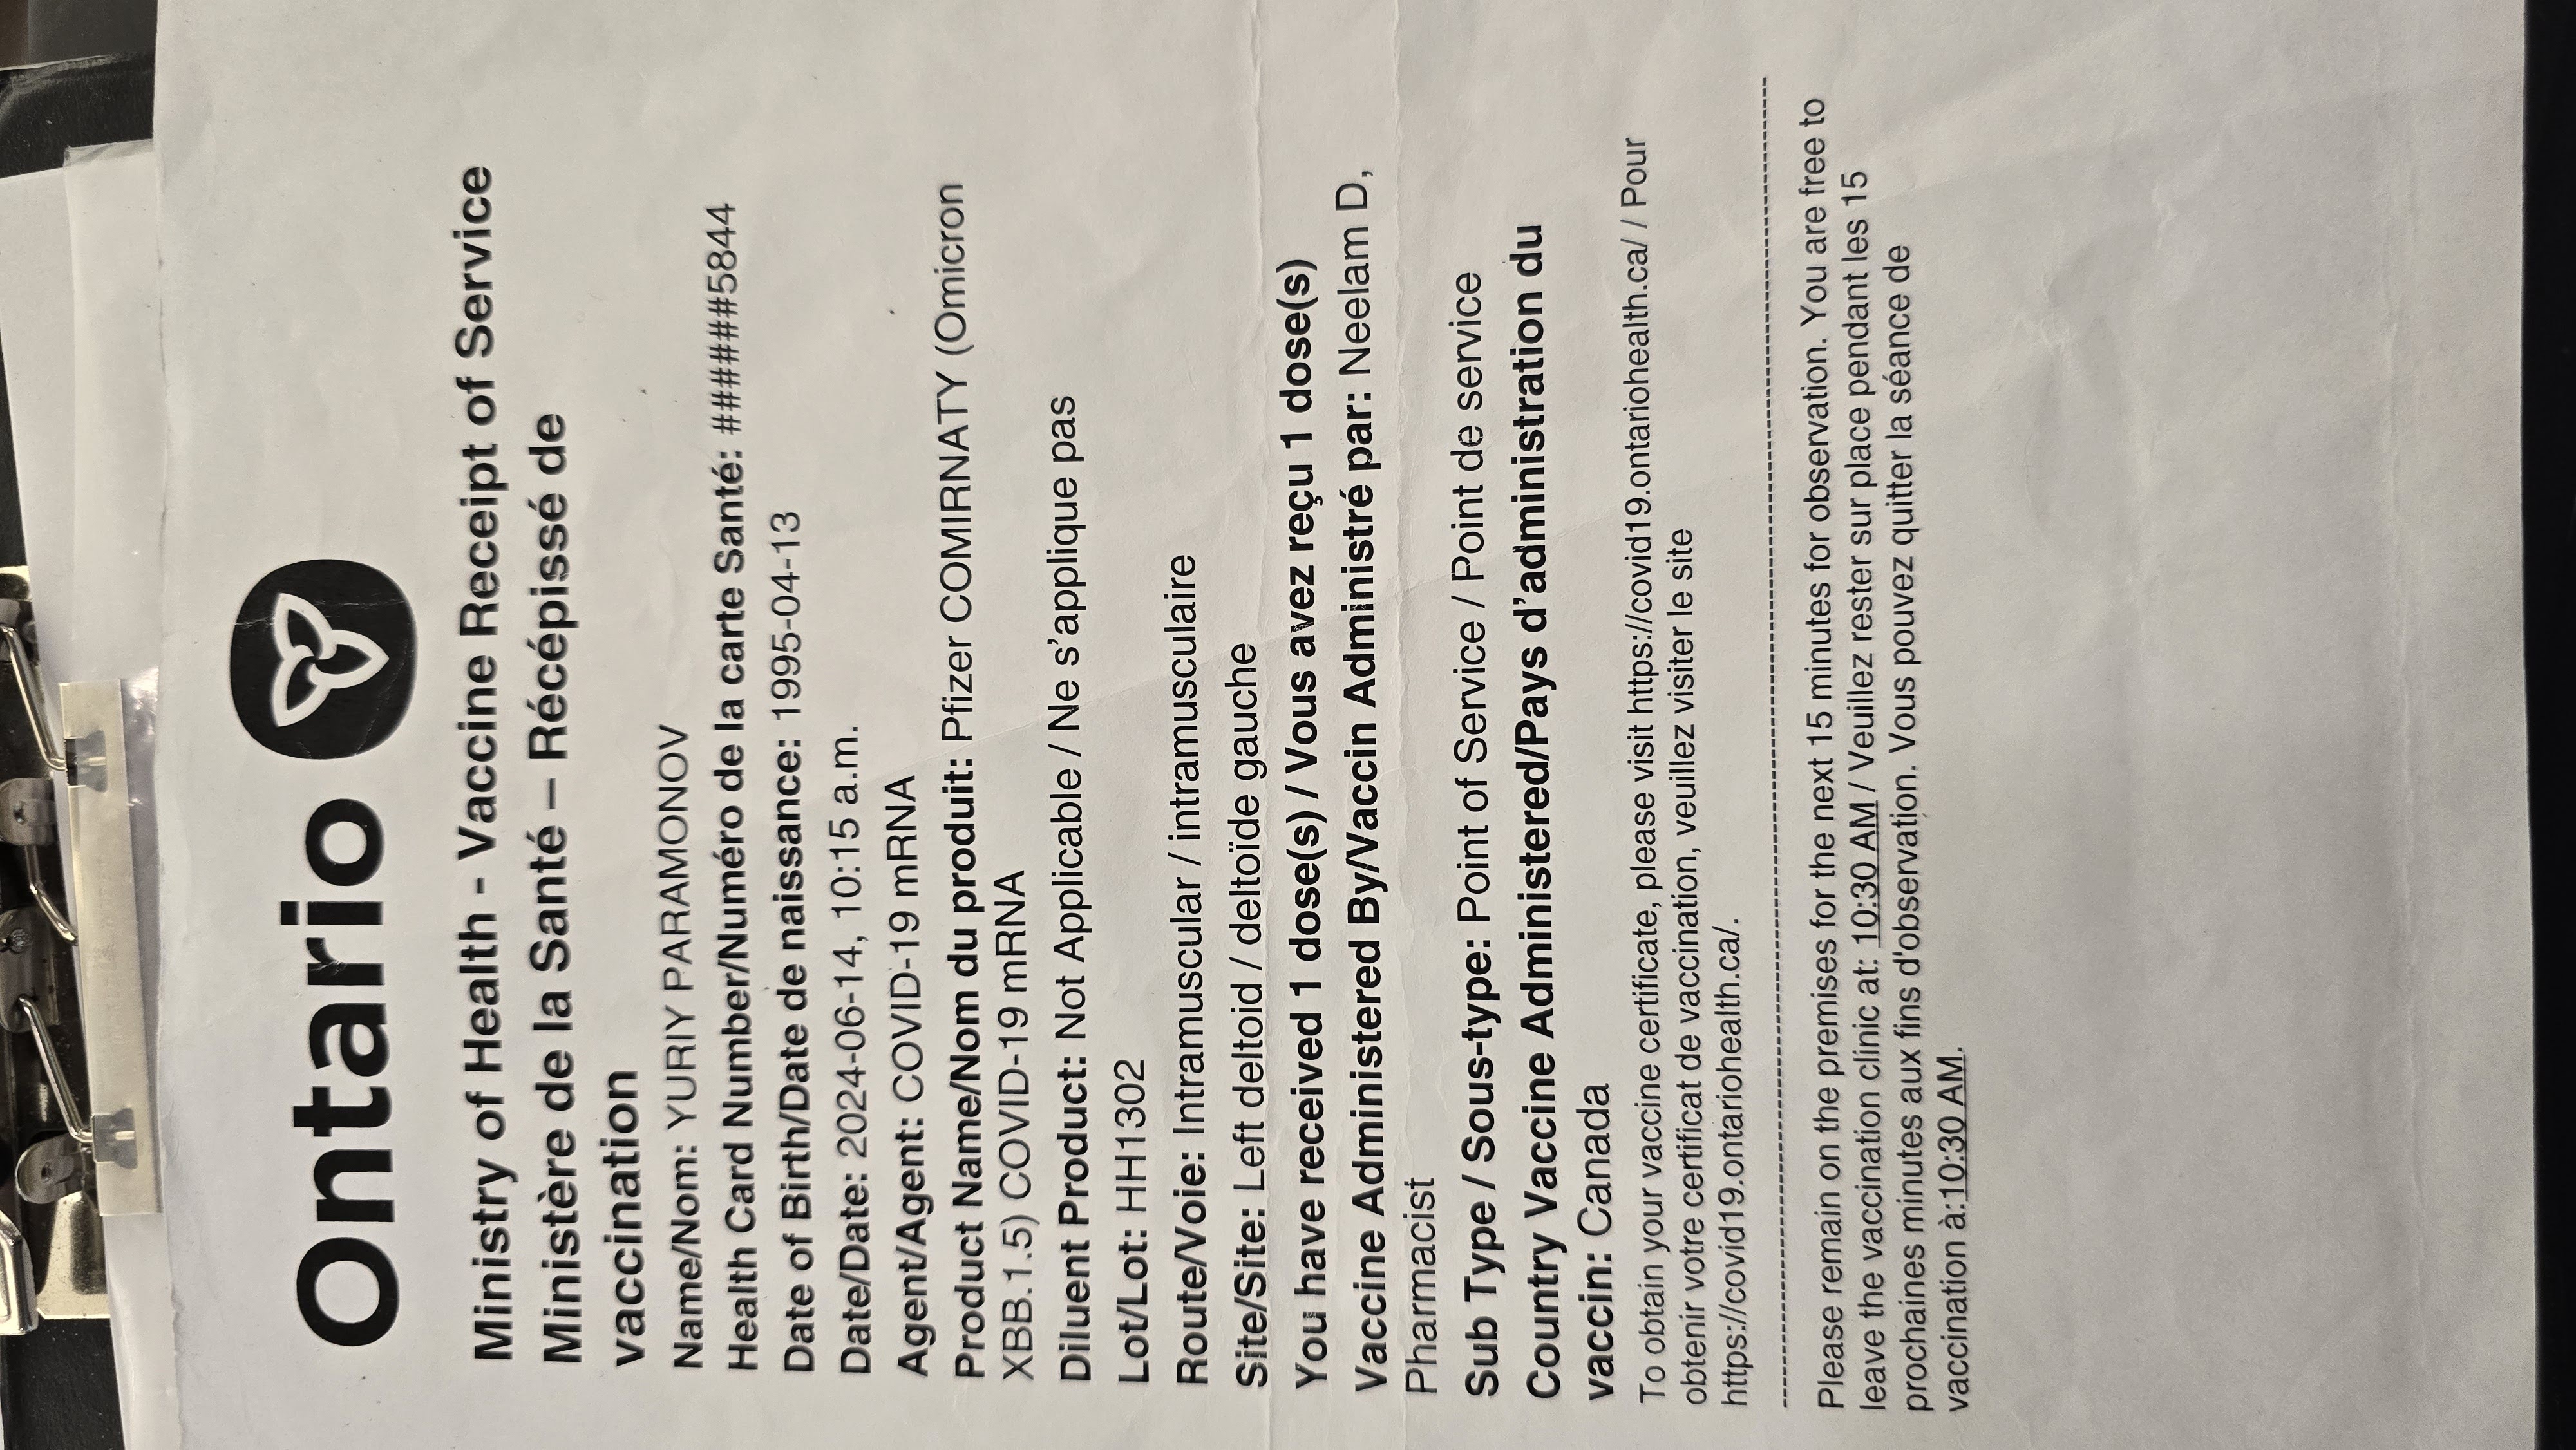 Ontario
Ministry of Health - Vaccine Receipt of Service
Ministère de la Santé – Récépissé de
vaccination
Name/Nom: YURIY PARAMONOV
Health Card Number/Numéro de la carte Santé: ######5844
Date of Birth/Date de naissance: 1995-04-13
Date/Date: 2024-06-14, 10:15 a.m.
Agent/Agent: COVID-19 mRNA
Product Name/Nom du produit: Pfizer COMIRNATY (Omicron
XBB.1.5) COVID-19 mRNA
Diluent Product: Not Applicable / Ne s’applique pas
Lot/Lot: HH1302
Route/Voie: Intramuscular / intramusculaire
Site/Site: Left deltoid / deltoïde gauche
You have received 1 dose(s) / Vous avez reçu 1 dose(s)
Vaccine Administered By/Vaccin Administré par: Neelam D,
Pharmacist
Sub Type / Sous-type: Point of Service / Point de service
Country Vaccine Administered/Pays d’administration du
vaccin: Canada
To obtain your vaccine certificate, please visit https://covid19.ontariohealth.ca/ / Pour
obtenir votre certificat de vaccination, veuillez visiter le site
https://covid19.ontariohealth.ca/.
Please remain on the premises for the next 15 minutes for observation. You are free to
leave the vaccination clinic at: 10:30 AM / Veuillez rester sur place pendant les 15
prochaines minutes aux fins d'observation. Vous pouvez quitter la séance de
vaccination à:10:30 AM.